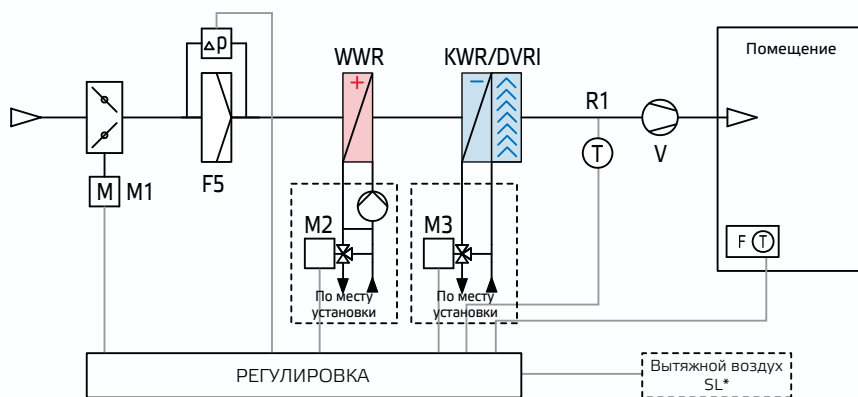 Δp
WWR
KWR/DVRI
Помещение
R1
T
V
M
M1
F5
M2
M3
F T
По месту
установки
По месту
установки
РЕГУЛИРОВКА
Вытяжной воздух
SL*